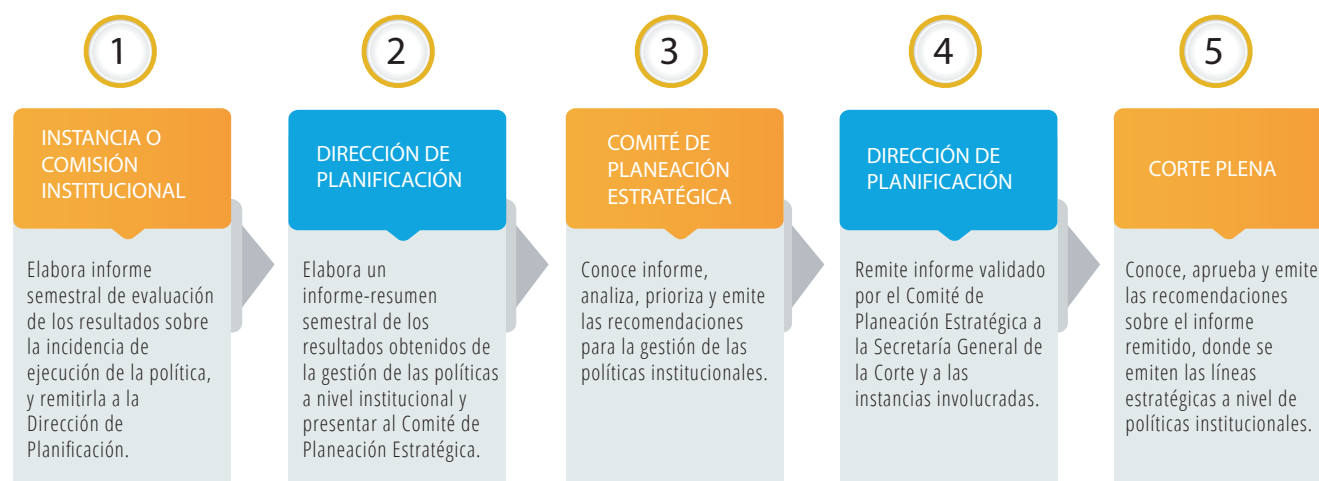 1
INSTANCIA O
COMISIÓN
INSTITUCIONAL
Elabora informe
semestral de evaluación
de los resultados sobre
la incidencia de
ejecución de la política,
y remitirla a la
Dirección de
Planificación.
2
DIRECCIÓN DE
PLANIFICACIÓN
Elabora un
informe-resumen
semestral de los
resultados obtenidos de
la gestión de las políticas
a nivel institucional y
presentar al Comité de
Planeación Estratégica.
3
COMITÉ DE
PLANEACIÓN
ESTRATÉGICA
Conoce informe,
analiza, prioriza y emite
las recomendaciones
para la gestión de las
políticas institucionales.
4
DIRECCIÓN DE
PLANIFICACIÓN
Remite informe validado
por el Comité de
Planeación Estratégica a
la Secretaría General de
la Corte y a las
instancias involucradas.
5
CORTE PLENA
Conoce, aprueba y emite
las recomendaciones
sobre el informe
remitido, donde se
emiten las líneas
estratégicas a nivel de
políticas institucionales.